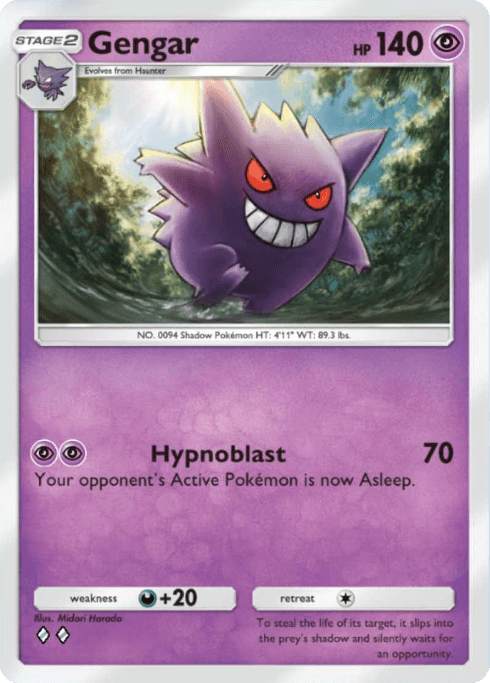 STAGE 2 Gengar HP 140
Evolves from Haunter
NO. 0094 Shadow Pokémon HT: 4'11" WT: 89.3 lbs.
Hypnoblast 70
Your opponent's Active Pokémon is now Asleep.
weakness +20 retreat
Illus. Midori Harada
To steal the life of its target, it slips into
the prey's shadow and silently waits for
an opportunity.